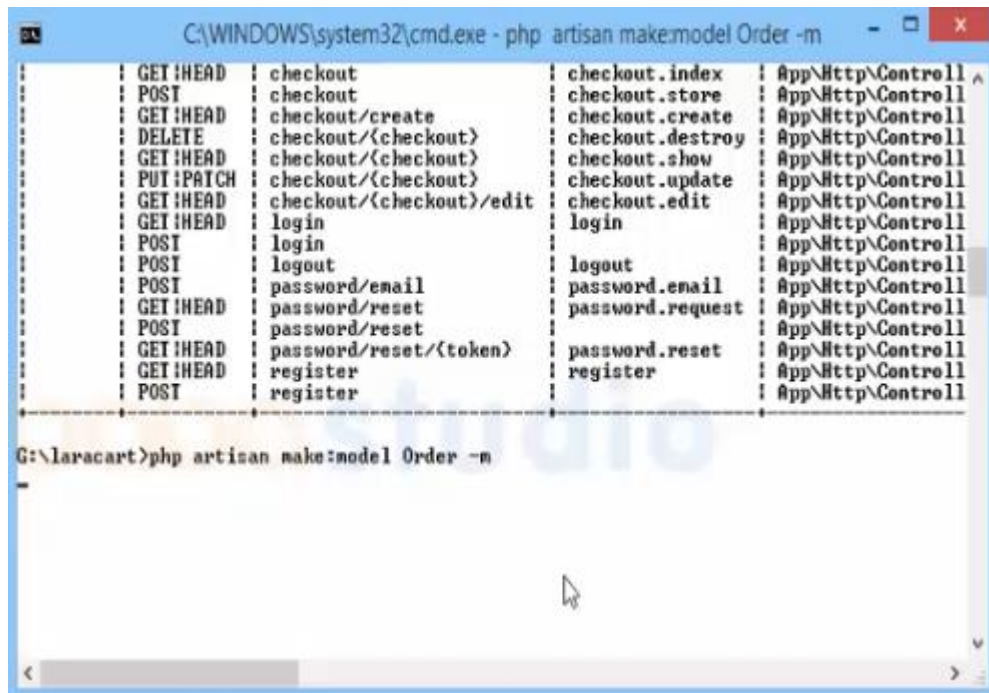 C:\WINDOWS\system32\cmd.exe - php artisan make:model Order -m
¦ ¦ GET¦HEAD ¦ checkout ¦ checkout.index ¦ App\Http\Controll
¦ ¦ POST ¦ checkout ¦ checkout.store ¦ App\Http\Controll
¦ ¦ GET¦HEAD ¦ checkout/create ¦ checkout.create ¦ App\Http\Controll
¦ ¦ DELETE ¦ checkout/{checkout} ¦ checkout.destroy ¦ App\Http\Controll
¦ ¦ GET¦HEAD ¦ checkout/{checkout} ¦ checkout.show ¦ App\Http\Controll
¦ ¦ PUT¦PATCH ¦ checkout/{checkout} ¦ checkout.update ¦ App\Http\Controll
¦ ¦ GET¦HEAD ¦ checkout/{checkout}/edit ¦ checkout.edit ¦ App\Http\Controll
¦ ¦ GET¦HEAD ¦ login ¦ login ¦ App\Http\Controll
¦ ¦ POST ¦ login ¦ ¦ App\Http\Controll
¦ ¦ POST ¦ logout ¦ logout ¦ App\Http\Controll
¦ ¦ POST ¦ password/email ¦ password.email ¦ App\Http\Controll
¦ ¦ GET¦HEAD ¦ password/reset ¦ password.request ¦ App\Http\Controll
¦ ¦ POST ¦ password/reset ¦ ¦ App\Http\Controll
¦ ¦ GET¦HEAD ¦ password/reset/{token} ¦ password.reset ¦ App\Http\Controll
¦ ¦ GET¦HEAD ¦ register ¦ register ¦ App\Http\Controll
¦ ¦ POST ¦ register ¦ ¦ App\Http\Controll
studio
G:\laracart>php artisan make:model Order -m